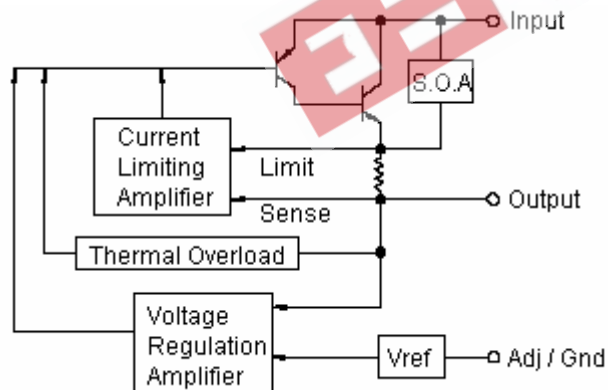 Input
S.O.A
Current
Limiting
Amplifier
Limit
Sense
Output
Thermal Overload
Voltage
Regulation
Amplifier
Vref
Adj / Gnd